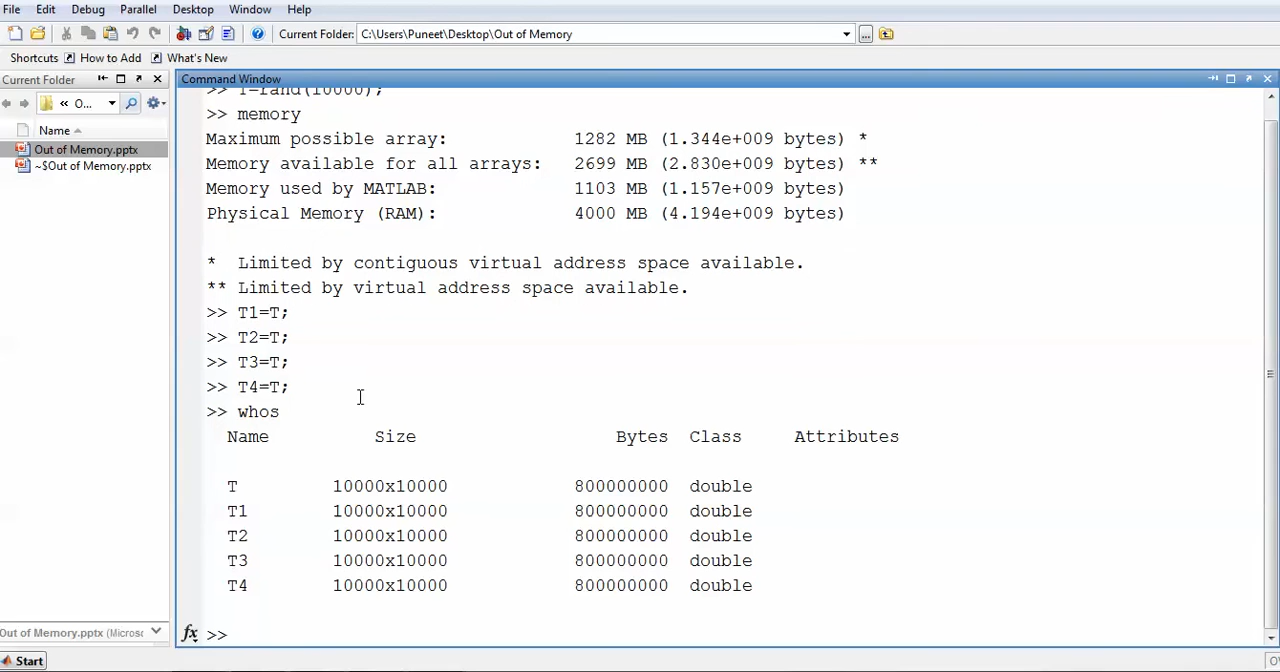 File Edit Debug Parallel Desktop Window Help
Current Folder: C:\Users\Puneet\Desktop\Out of Memory ...
Shortcuts How to Add What's New
Current Folder
« O...
Name
Out of Memory.pptx
~$Out of Memory.pptx
Out of Memory.pptx (Micros
Start
Command Window
>> T=rand(10000);
>> memory
Maximum possible array: 1282 MB (1.344e+009 bytes) *
Memory available for all arrays: 2699 MB (2.830e+009 bytes) **
Memory used by MATLAB: 1103 MB (1.157e+009 bytes)
Physical Memory (RAM): 4000 MB (4.194e+009 bytes)
* Limited by contiguous virtual address space available.
** Limited by virtual address space available.
>> T1=T;
>> T2=T;
>> T3=T;
>> T4=T;
>> whos
Name Size Bytes Class Attributes
T 10000x10000 800000000 double
T1 10000x10000 800000000 double
T2 10000x10000 800000000 double
T3 10000x10000 800000000 double
T4 10000x10000 800000000 double
fx >>